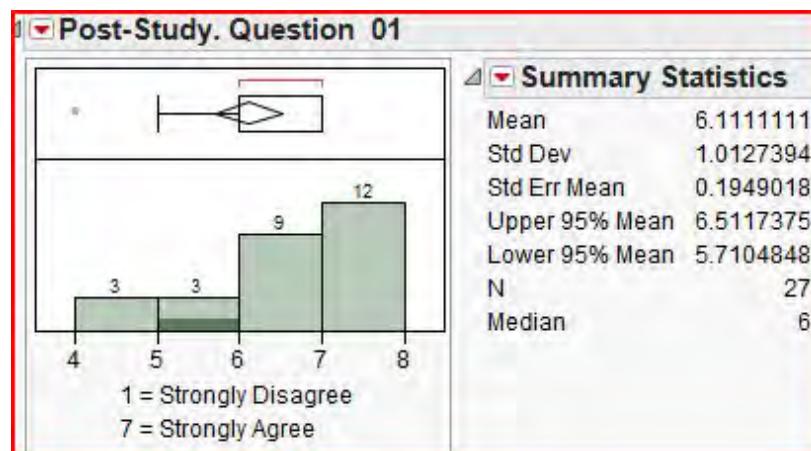 Post-Study. Question 01
3
3
9
12
4 5 6 7 8
1 = Strongly Disagree
7 = Strongly Agree
Summary Statistics
Mean 6.1111111
Std Dev 1.0127394
Std Err Mean 0.1949018
Upper 95% Mean 6.5117375
Lower 95% Mean 5.7104848
N 27
Median 6